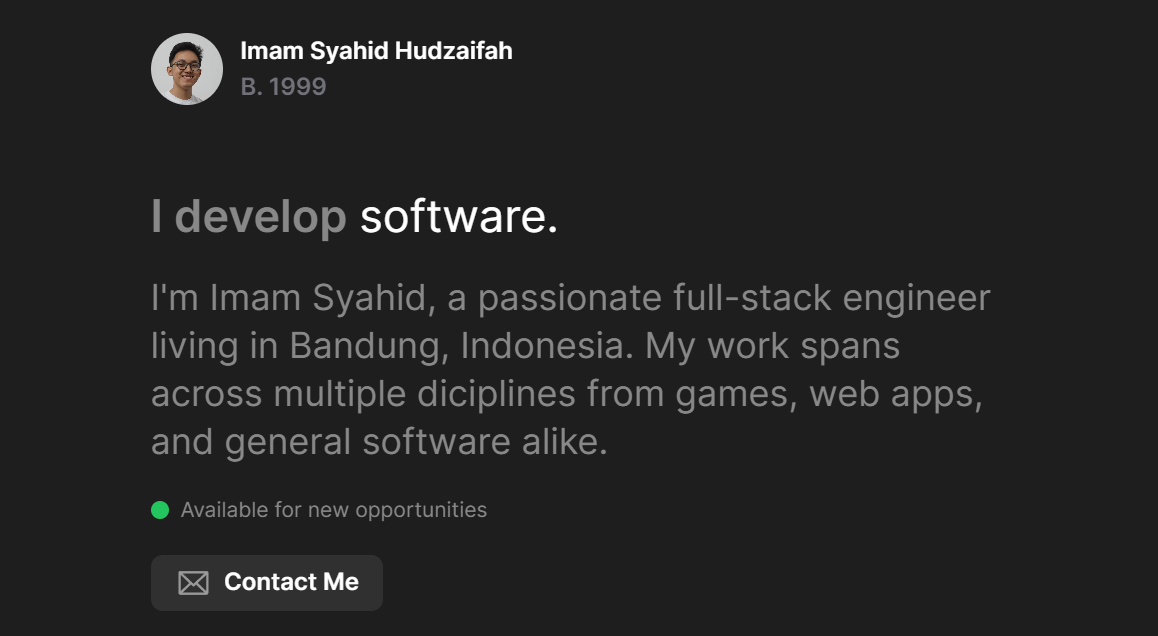 Imam Syahid Hudzaifah
B. 1999
I develop software.
I'm Imam Syahid, a passionate full-stack engineer
living in Bandung, Indonesia. My work spans
across multiple diciplines from games, web apps,
and general software alike.
Available for new opportunities
Contact Me